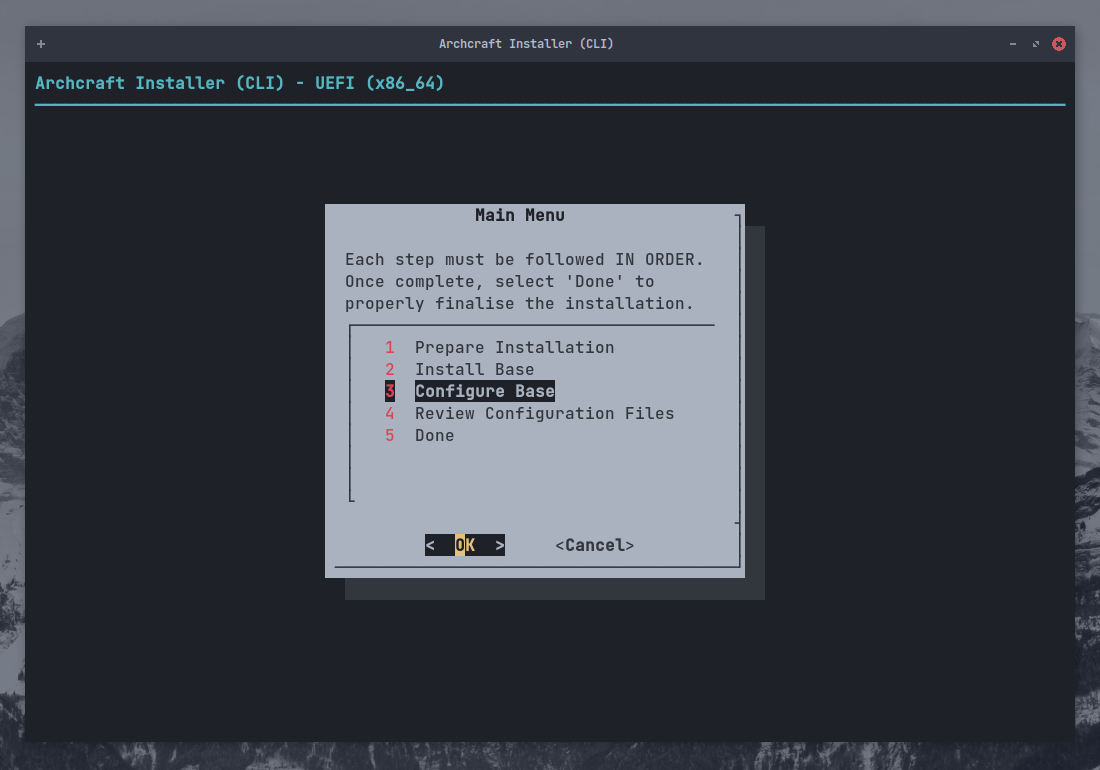 Archcraft Installer (CLI)
Archcraft Installer (CLI) - UEFI (x86_64)
Main Menu
Each step must be followed IN ORDER.
Once complete, select 'Done' to
properly finalise the installation.
1 Prepare Installation
2 Install Base
3 Configure Base
4 Review Configuration Files
5 Done
< OK > <Cancel>